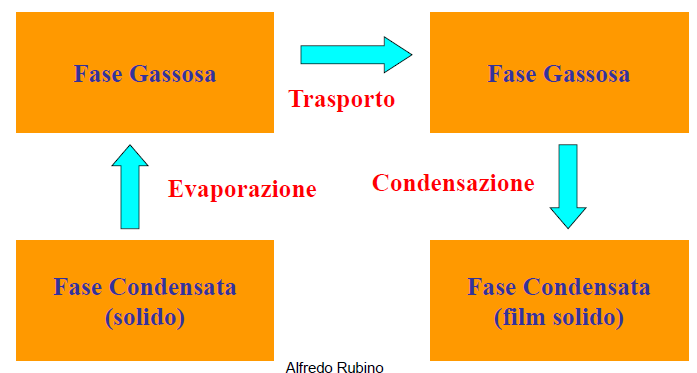 Fase Gassosa
Trasporto
Fase Gassosa
Evaporazione
Condensazione
Fase Condensata
(solido)
Fase Condensata
(film solido)
Alfredo Rubino